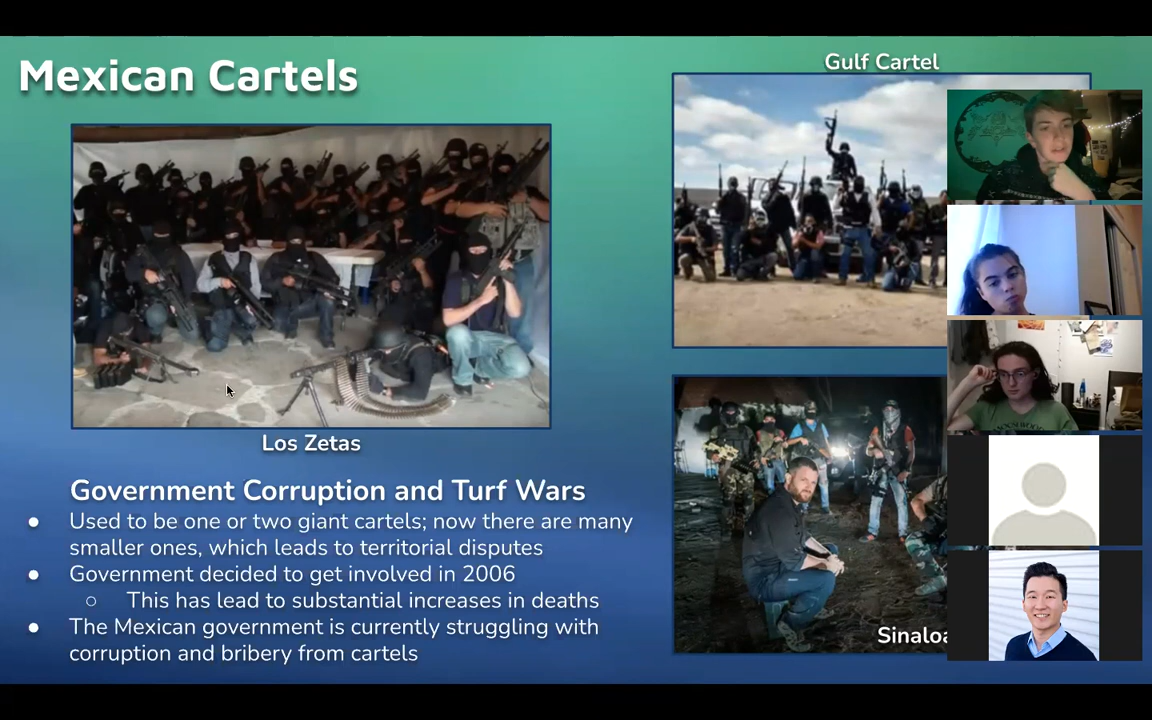 Mexican Cartels
Gulf Cartel
Los Zetas
Sinaloa
Government Corruption and Turf Wars
Used to be one or two giant cartels; now there are many
smaller ones, which leads to territorial disputes
Government decided to get involved in 2006
This has lead to substantial increases in deaths
The Mexican government is currently struggling with
corruption and bribery from cartels